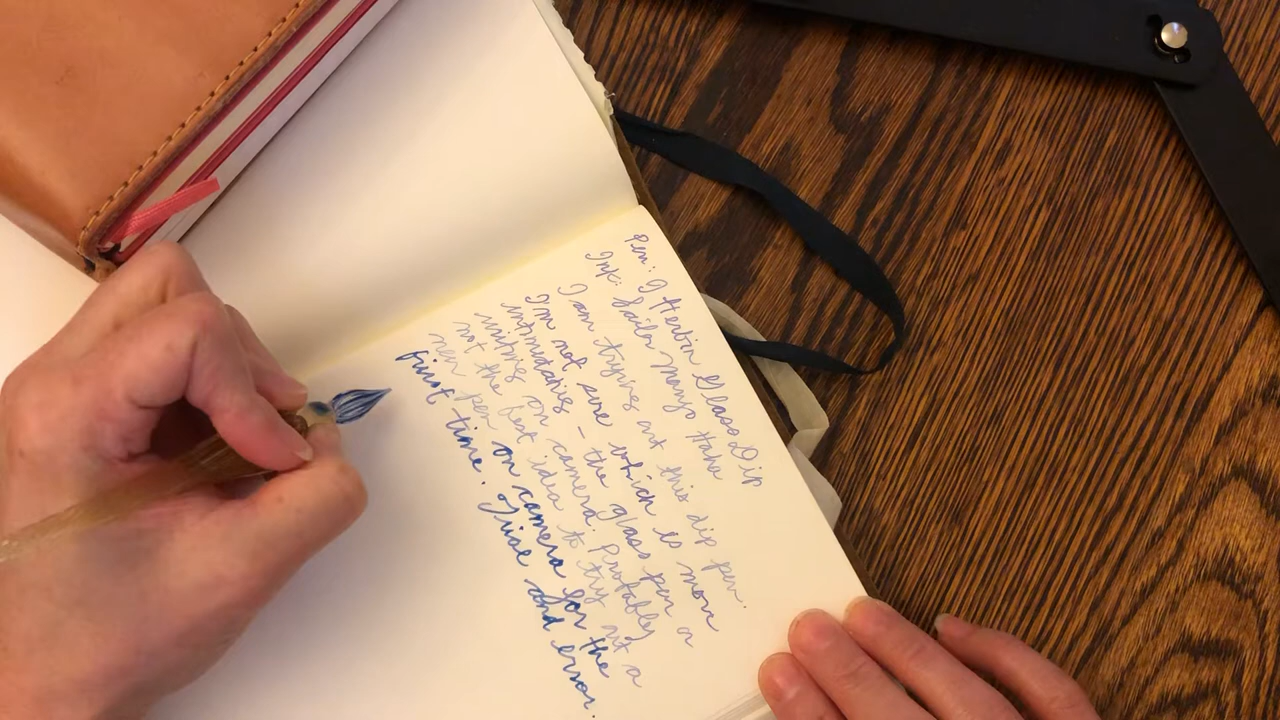 Pen: J Herbin Glass Dip
Ink: Sailor Manyo Haha
I am trying out this dip pen.
I'm not sure which is more
intimidating – the glass pen or
writing on camera. Probably
not the best idea to try out a
new pen on camera for the
first time. Trial and error.